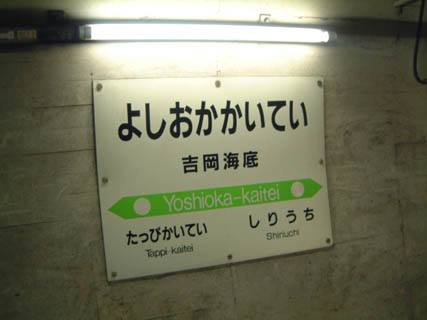 よしおかかいてい
吉岡海底
Yoshioka-kaitei
たっぴかいてい しりうち
Tappi-kaitei Shiriuchi